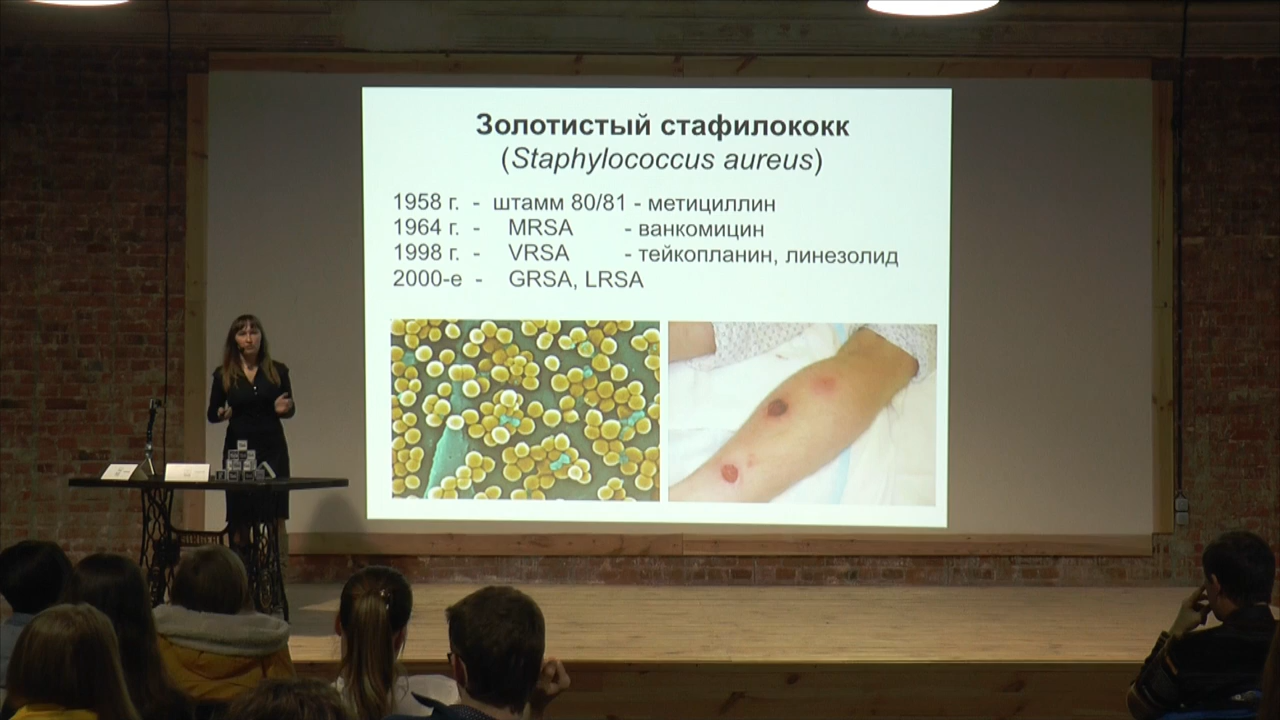 Золотистый стафилококк
(Staphylococcus aureus)
1958 г. - штамм 80/81 - метициллин
1964 г. - MRSA - ванкомицин
1998 г. - VRSA - тейкопланин, линезолид
2000-е - GRSA, LRSA